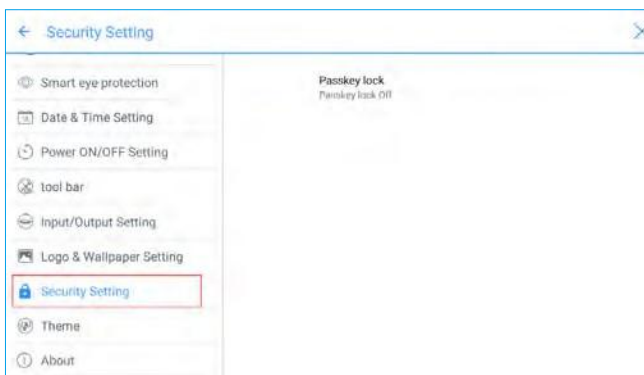 Security Setting
Smart eye protection
Date & Time Setting
Power ON/OFF Setting
tool bar
Input/Output Setting
Logo & Wallpaper Setting
Security Setting
Theme
About
Passkey lock
Passkey lock Off